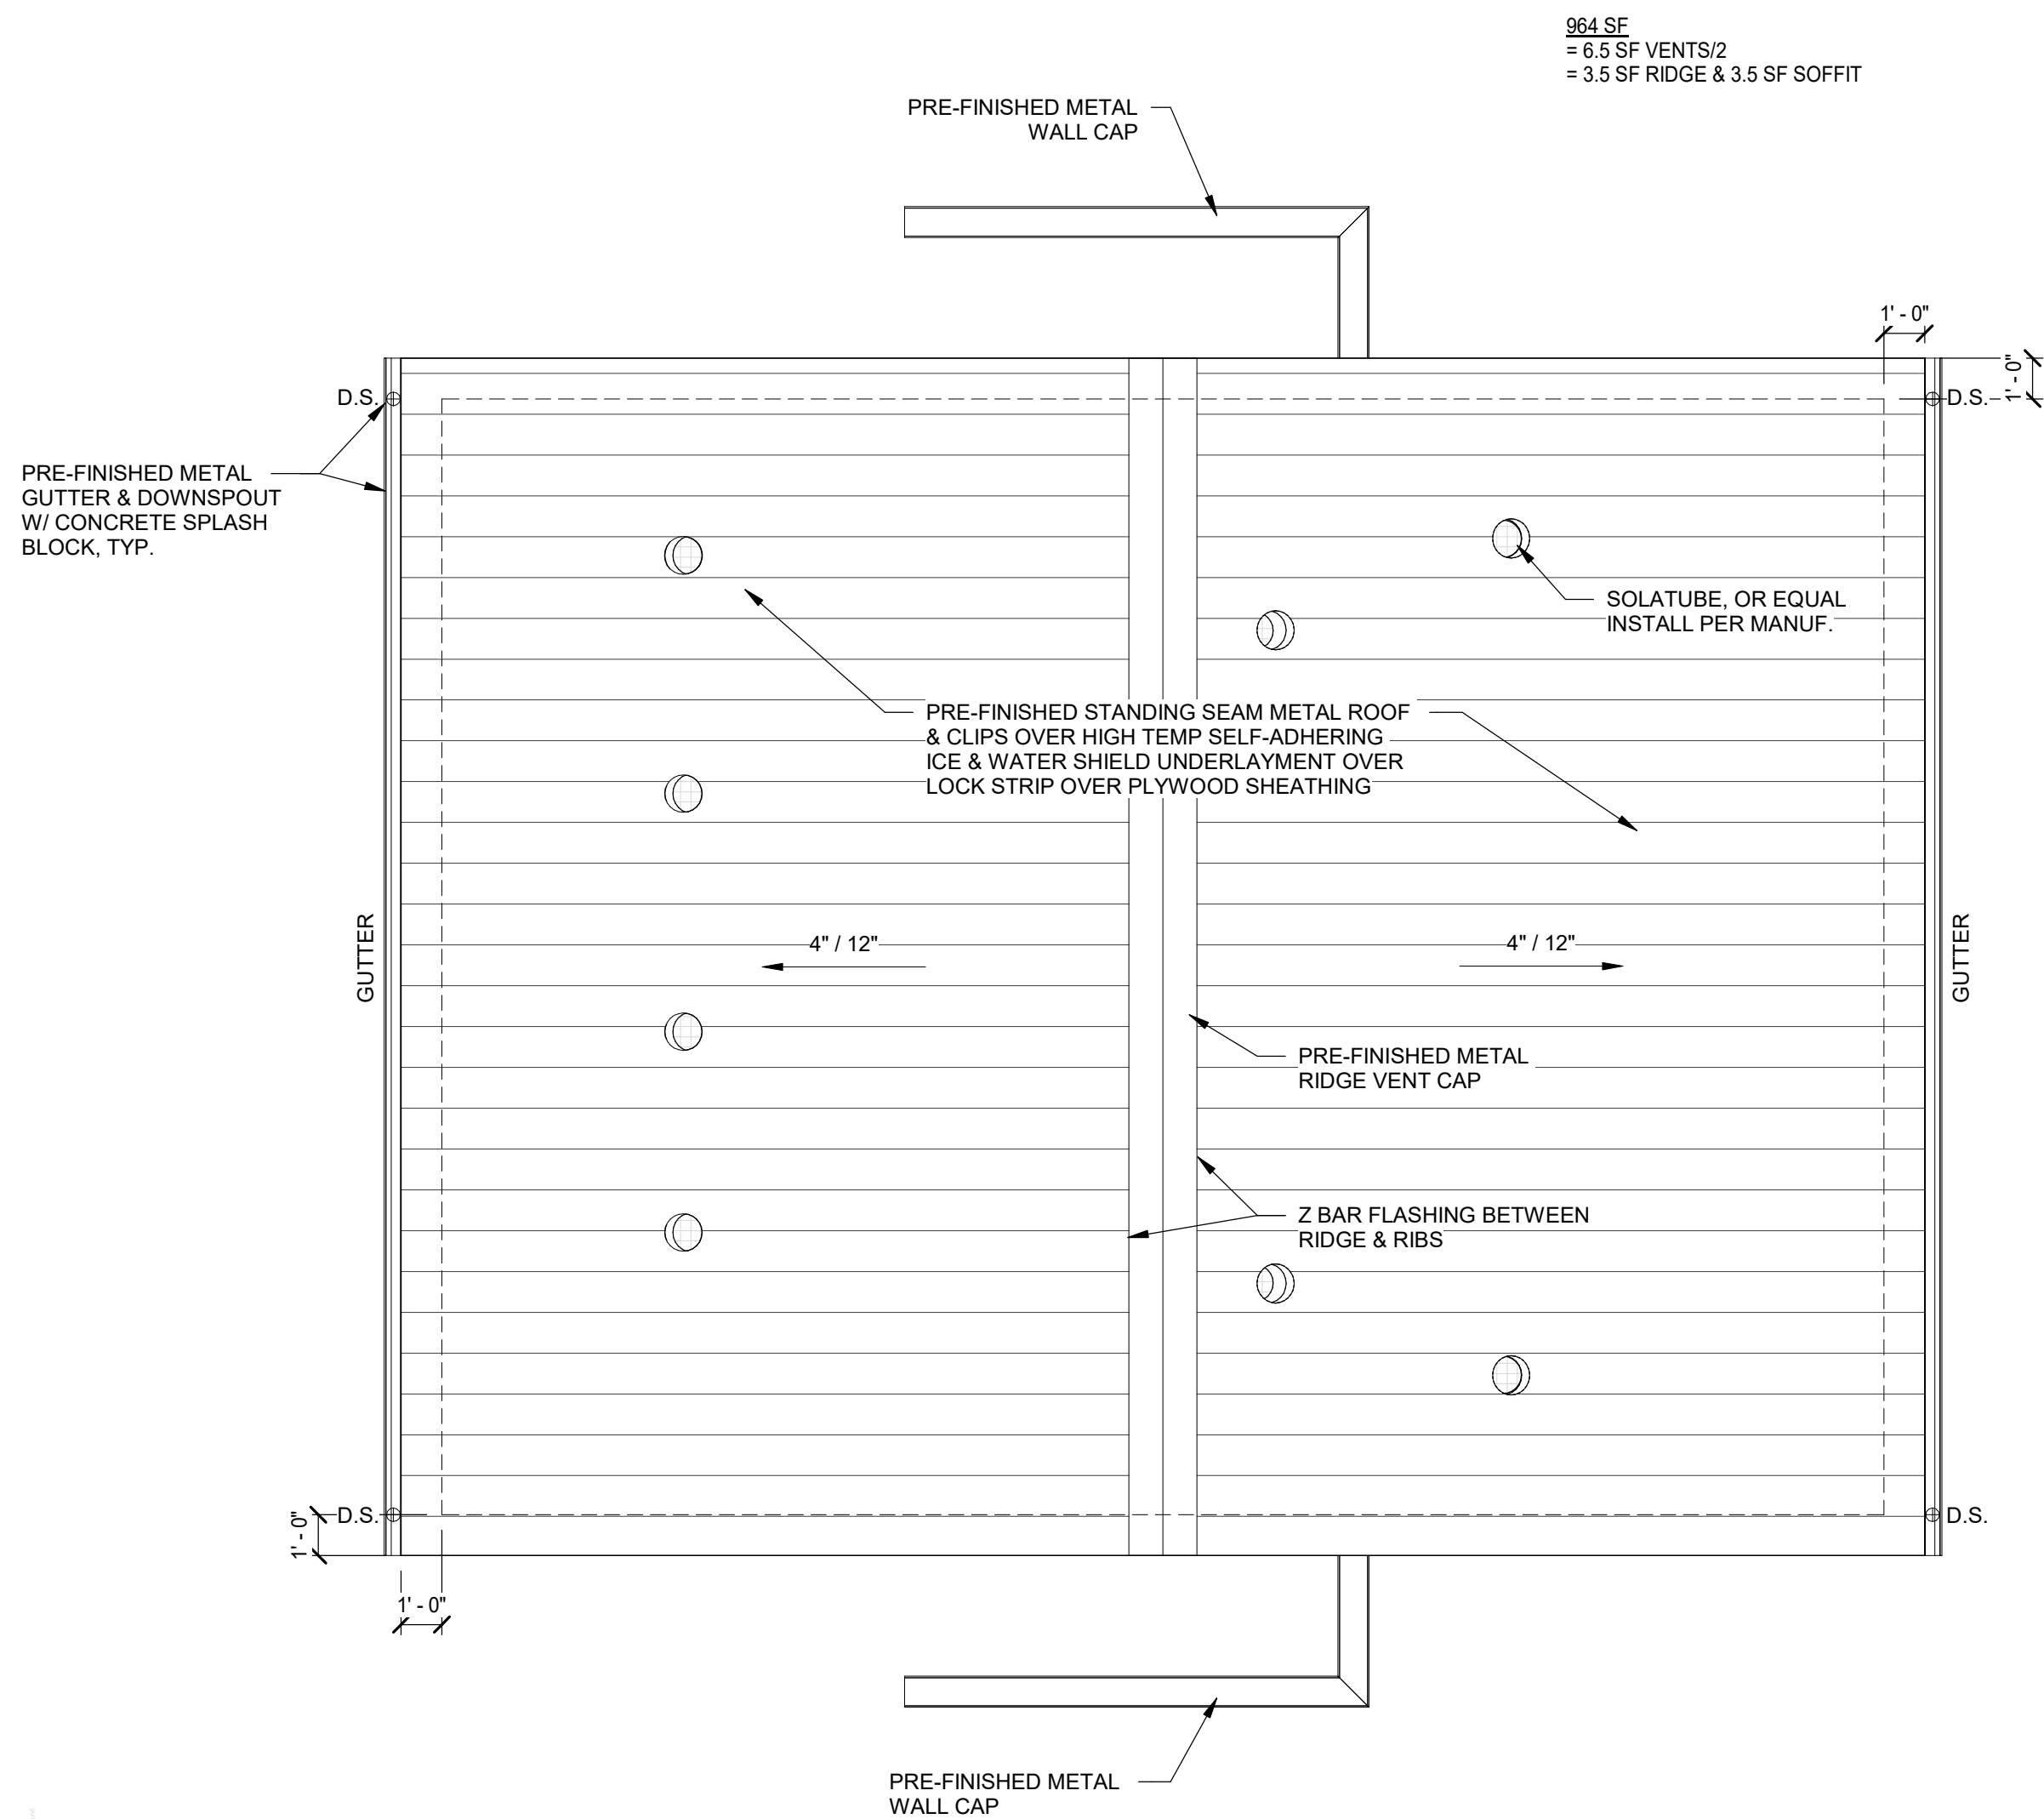 964 SF
= 6.5 SF VENTS/2
= 3.5 SF RIDGE & 3.5 SF SOFFIT
PRE-FINISHED METAL
WALL CAP
1' - 0"
1' - 0"
D.S.
D.S.
PRE-FINISHED METAL
GUTTER & DOWNSPOUT
W/ CONCRETE SPLASH
BLOCK, TYP.
SOLATUBE, OR EQUAL
INSTALL PER MANUF.
PRE-FINISHED STANDING SEAM METAL ROOF
& CLIPS OVER HIGH TEMP SELF-ADHERING
ICE & WATER SHIELD UNDERLAYMENT OVER
LOCK STRIP OVER PLYWOOD SHEATHING
GUTTER
4" / 12"
4" / 12"
GUTTER
PRE-FINISHED METAL
RIDGE VENT CAP
Z BAR FLASHING BETWEEN
RIDGE & RIBS
D.S.
D.S.
1' - 0"
1' - 0"
PRE-FINISHED METAL
WALL CAP